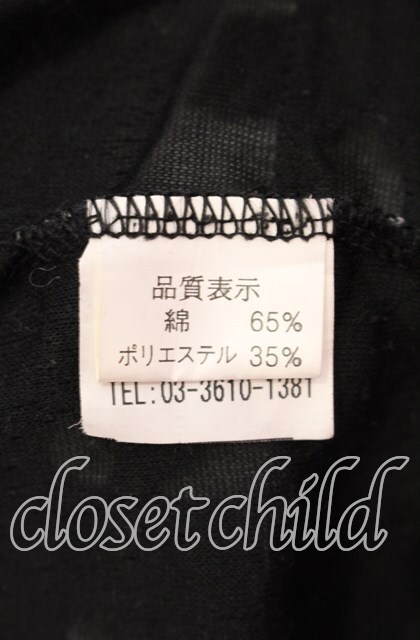 品質表示
綿 65%
ポリエステル 35%
TEL:03-3610-1381
closet child